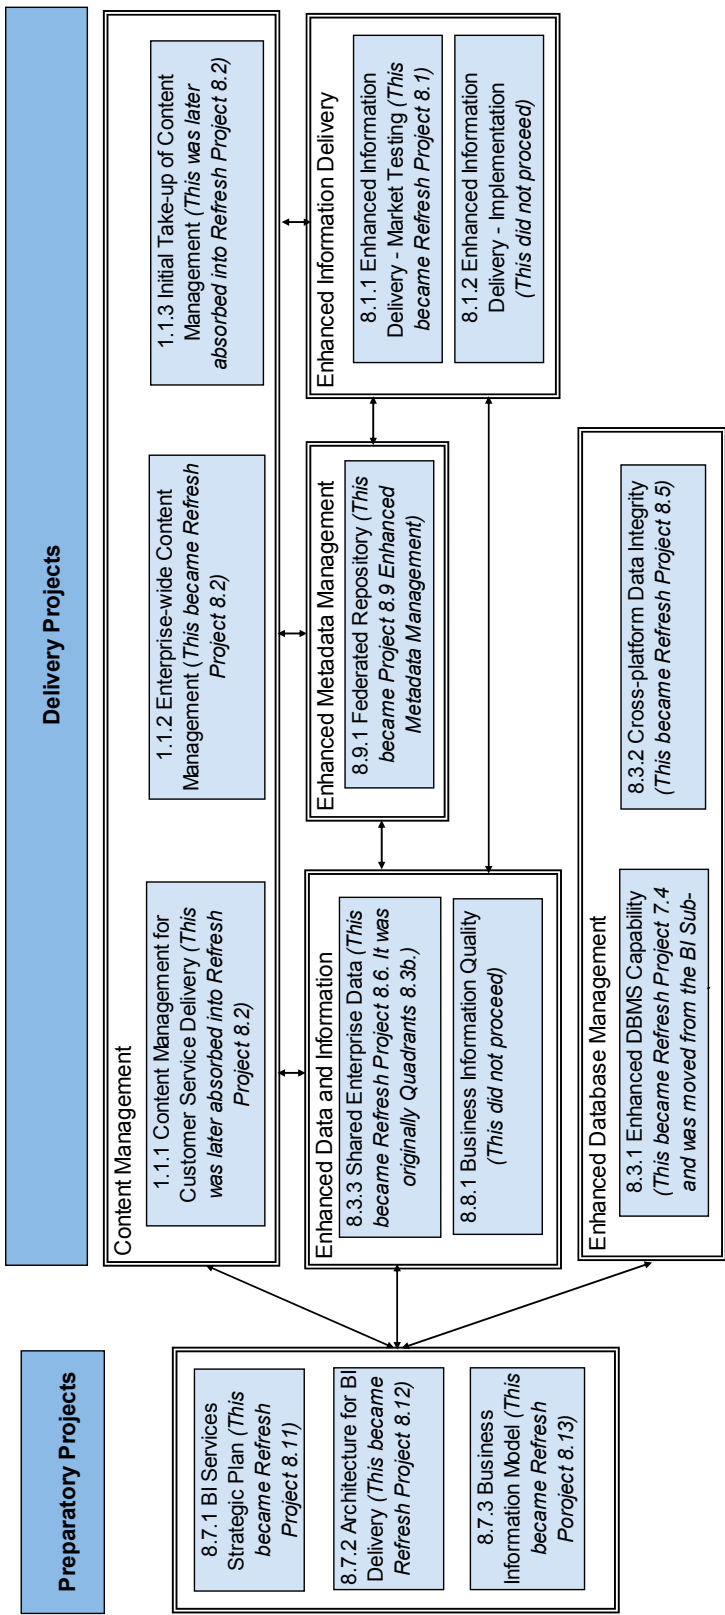 Preparatory Projects
Delivery Projects
8.7.1 BI Services
Strategic Plan (This
became Refresh
Project 8.11)
8.7.2 Architecture for BI
Delivery (This became
Refresh Project 8.12)
8.7.3 Business
Information Model (This
became Refresh
Poroject 8.13)
Content Management
1.1.1 Content Management for
Customer Service Delivery (This
was later absorbed into Refresh
Project 8.2)
1.1.2 Enterprise-wide Content
Management (This became Refresh
Project 8.2)
1.1.3 Initial Take-up of Content
Management (This was later
absorbed into Refresh Project 8.2)
Enhanced Data and Information
8.3.3 Shared Enterprise Data (This
became Refresh Project 8.6. It was
originally Quadrants 8.3b.)
8.8.1 Business Information Quality
(This did not proceed)
Enhanced Metadata Management
8.9.1 Federated Repository (This
became Project 8.9 Enhanced
Metadata Management)
Enhanced Information Delivery
8.1.1 Enhanced Information
Delivery - Market Testing (This
became Refresh Project 8.1)
8.1.2 Enhanced Information
Delivery - Implementation
(This did not proceed)
Enhanced Database Management
8.3.1 Enhanced DBMS Capability
(This became Refresh Project 7.4
and was moved from the BI Sub-
8.3.2 Cross-platform Data Integrity
(This became Refresh Project 8.5)